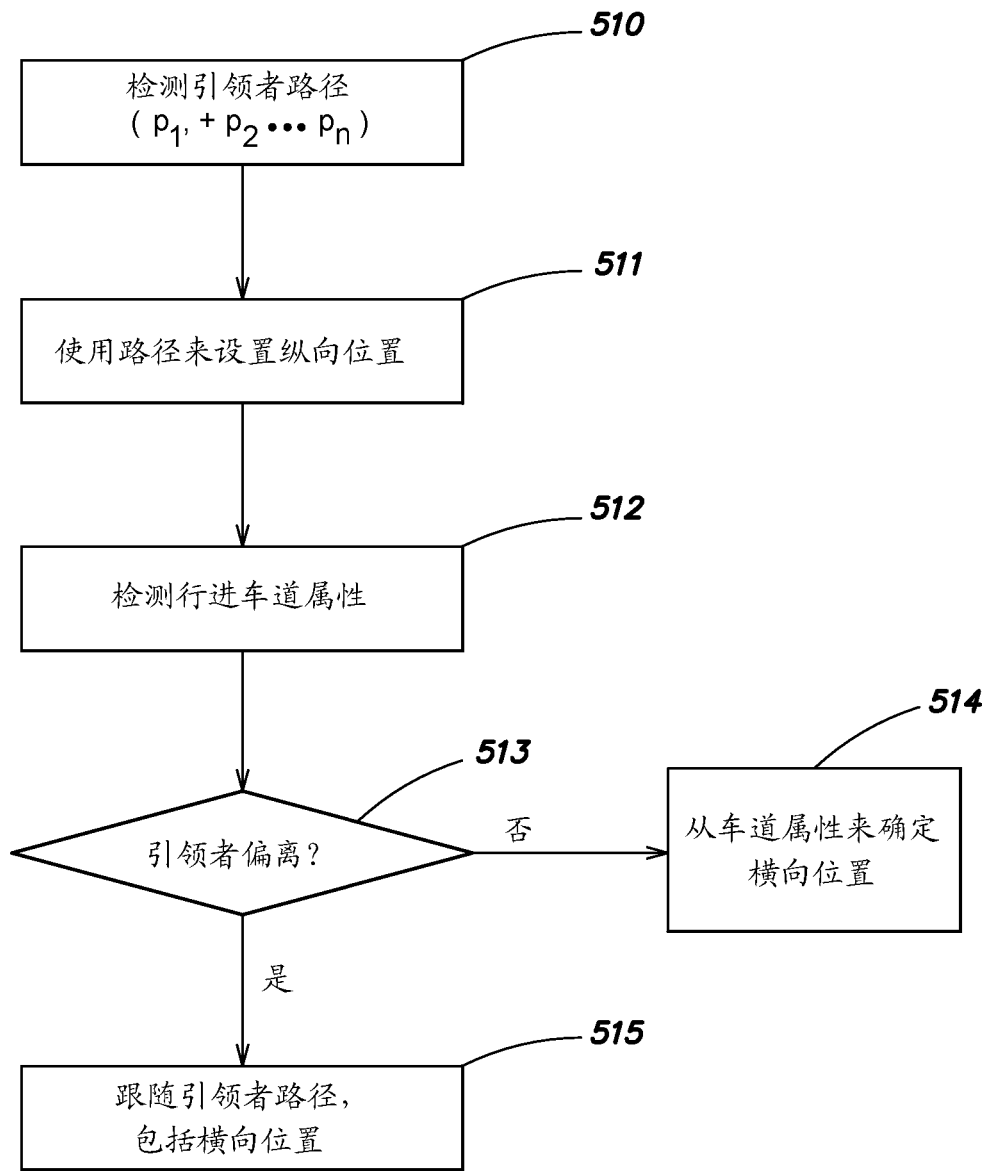 510
检测引领者路径
( p1, + p2 ••• pn )
511
使用路径来设置纵向位置
512
检测行进车道属性
513
514
引领者偏离？
否
从车道属性来确定
横向位置
是
515
跟随引领者路径，
包括横向位置